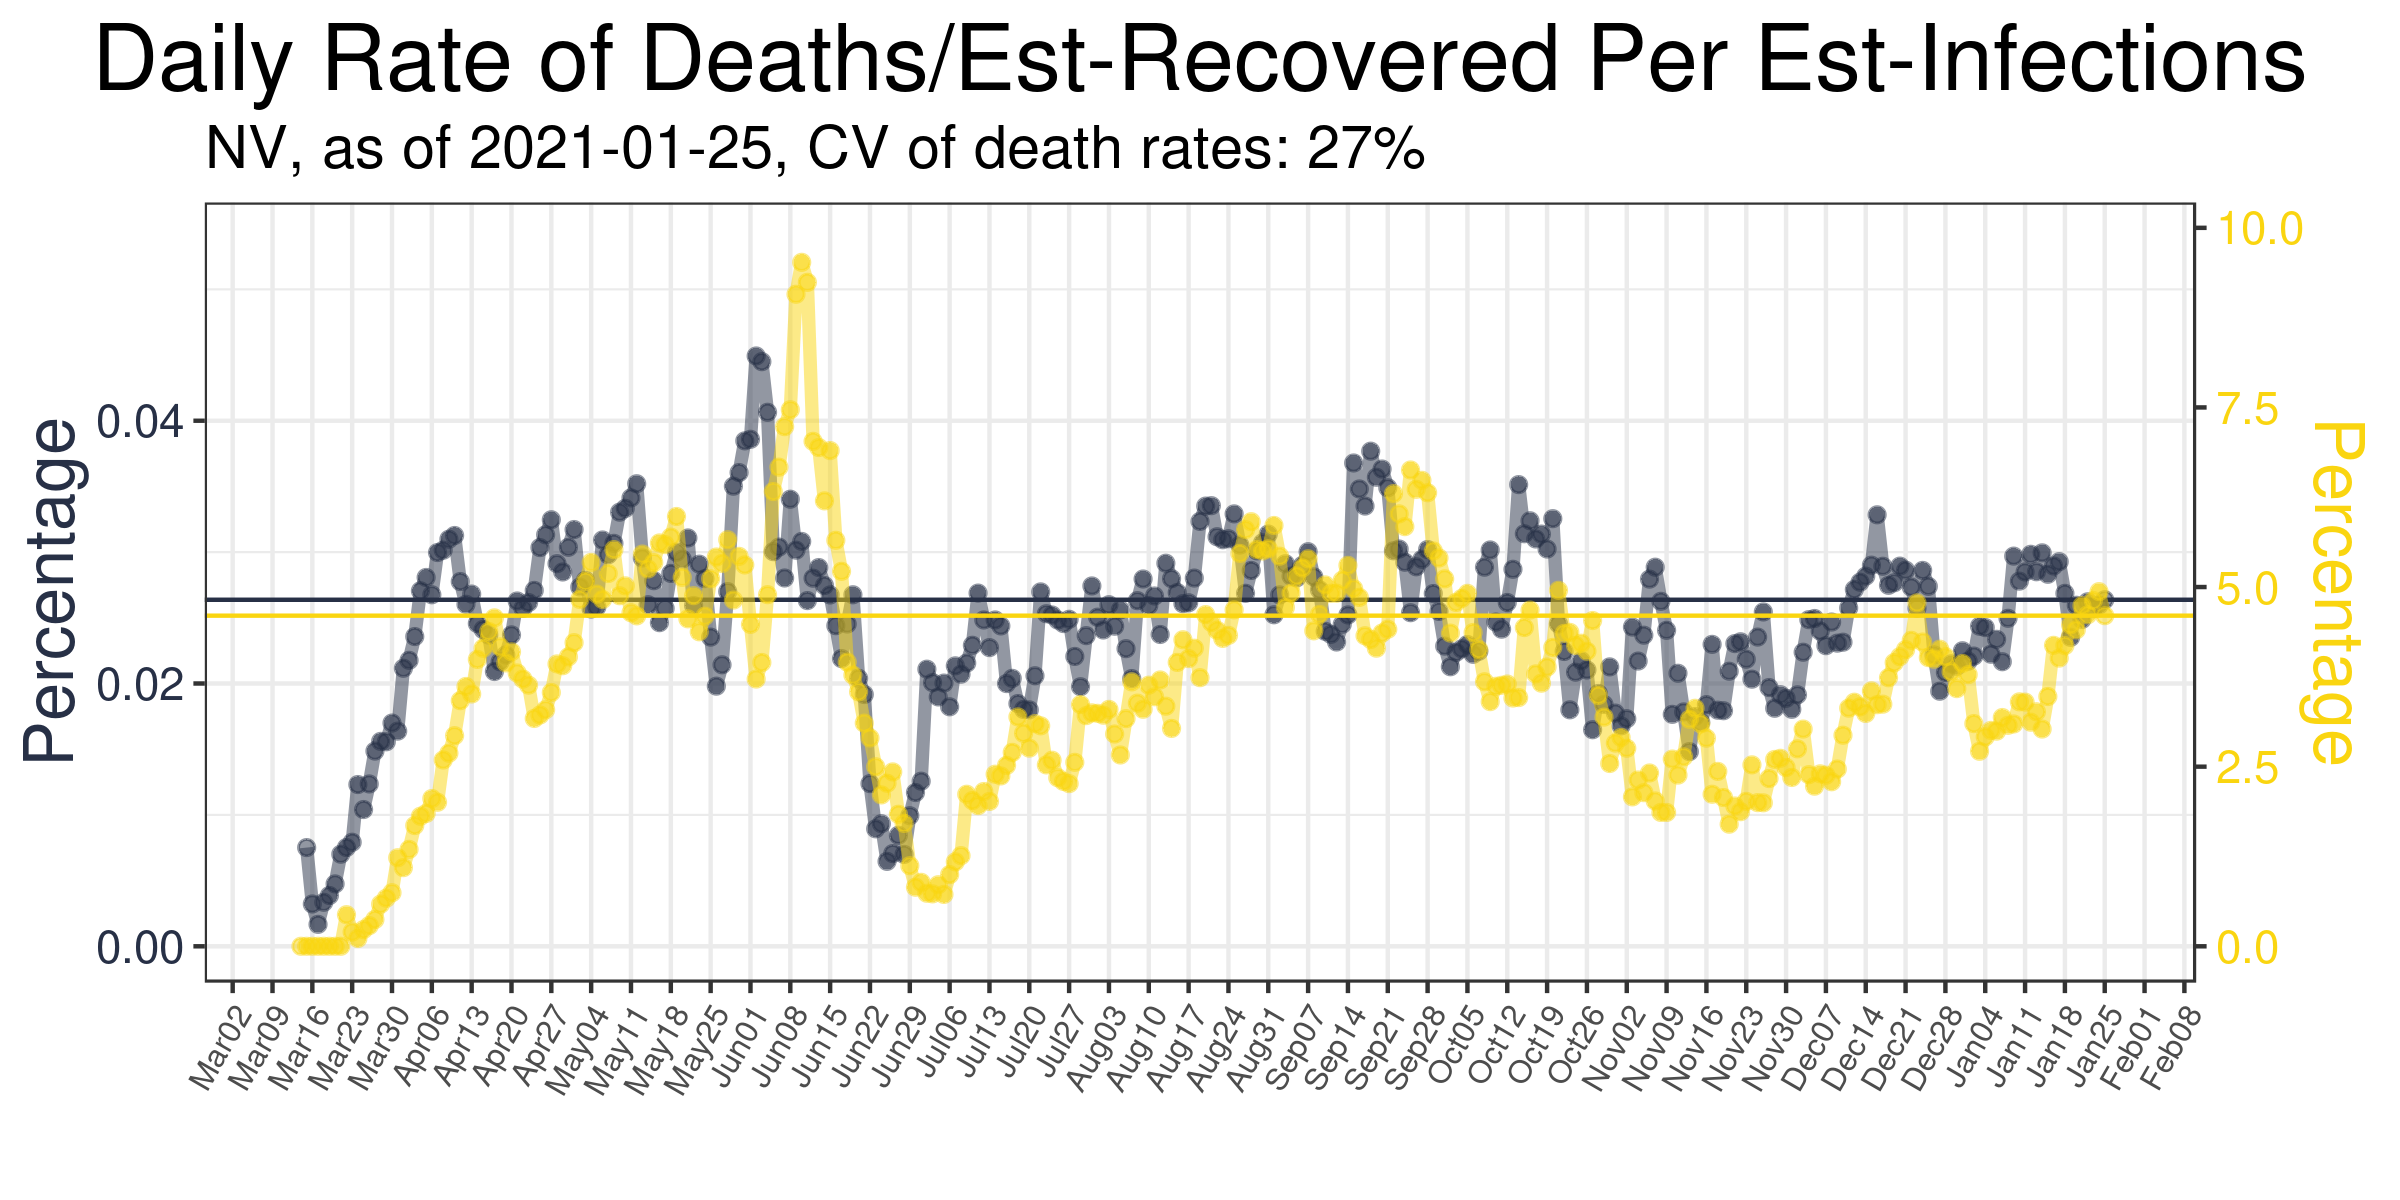 Daily Rate of Deaths/Est-Recovered Per Est-Infections
NV, as of 2021-01-25, CV of death rates: 27%
Percentage
0.04
0.02
0.00
10.0
7.5
5.0
2.5
0.0
Percentage
Mar02 Mar09 Mar16 Mar23 Mar30 Apr06 Apr13 Apr20 Apr27 May04 May11 May18 May25 Jun01 Jun08 Jun15 Jun22 Jun29 Jul06 Jul13 Jul20 Jul27 Aug03 Aug10 Aug17 Aug24 Aug31 Sep07 Sep14 Sep21 Sep28 Oct05 Oct12 Oct19 Oct26 Nov02 Nov09 Nov16 Nov23 Nov30 Dec07 Dec14 Dec21 Dec28 Jan04 Jan11 Jan18 Jan25 Feb01 Feb08